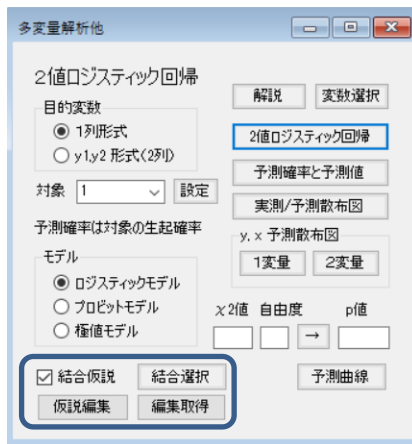 多変量解析他
2値ロジスティック回帰
解説 変数選択
目的変数
1列形式
y1,y2 形式(2列)
2値ロジスティック回帰
予測確率と予測値
対象 1 設定
実測/予測散布図
予測確率は対象の生起確率
y, x 予測散布図
1変量 2変量
モデル
ロジスティックモデル
プロビットモデル
極値モデル
χ2値 自由度 p値
→
結合仮説 結合選択
予測曲線
仮説編集 編集取得